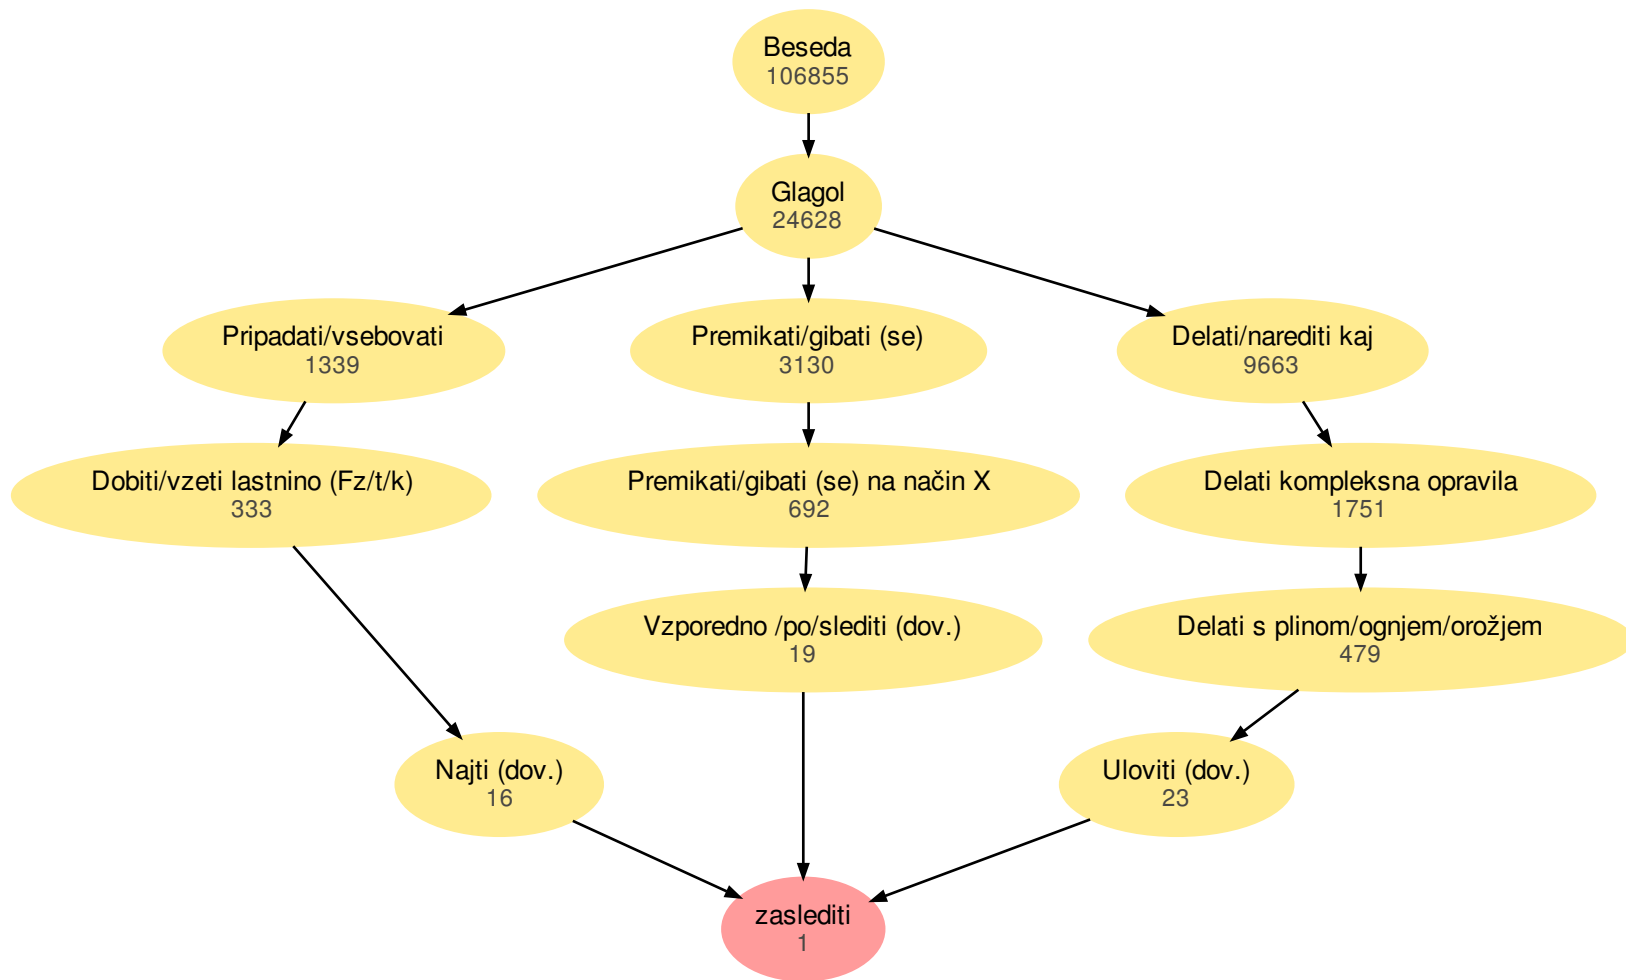 Beseda
106855
Glagol
24628
Pripadati/vsebovati
1339
Premikati/gibati (se)
3130
Delati/narediti kaj
9663
Dobiti/vzeti lastnino (Fz/t/k)
333
Premikati/gibati (se) na način X
692
Delati kompleksna opravila
1751
Vzporedno /po/slediti (dov.)
19
Delati s plinom/ognjem/orožjem
479
Najti (dov.)
16
Uloviti (dov.)
23
zaslediti
1